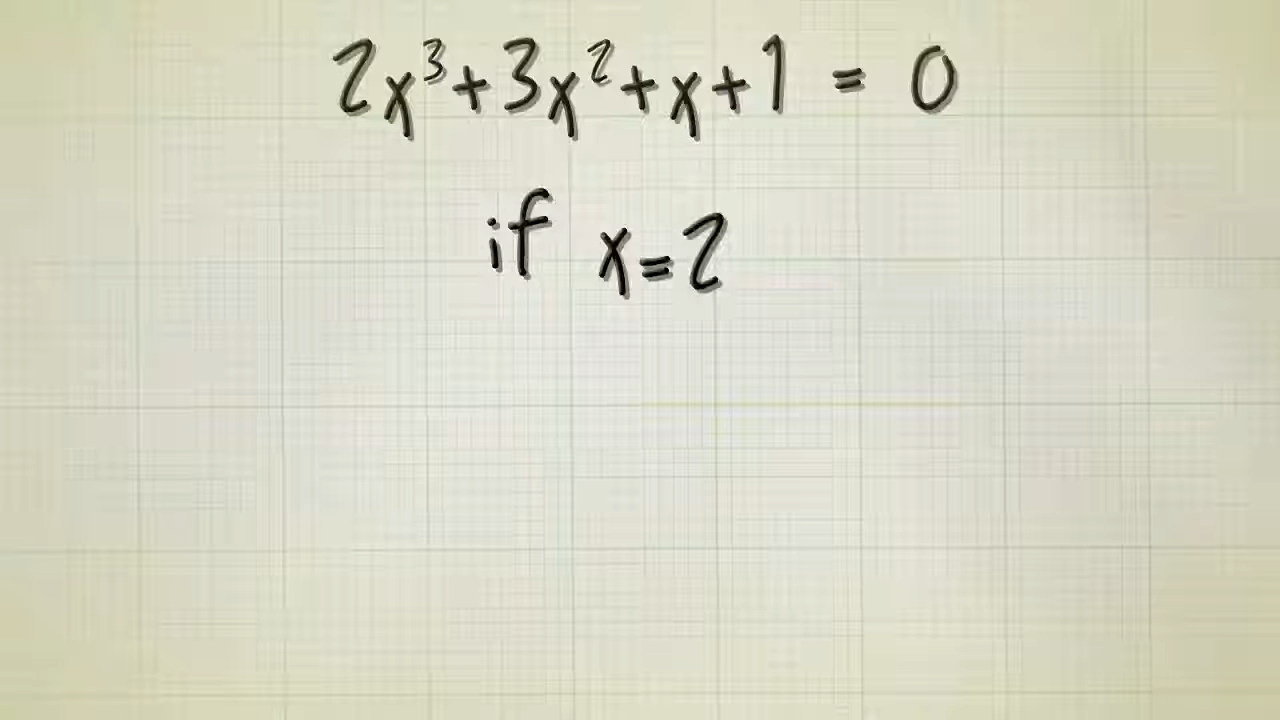 2x³+3x²+x+1 = 0
if x=2